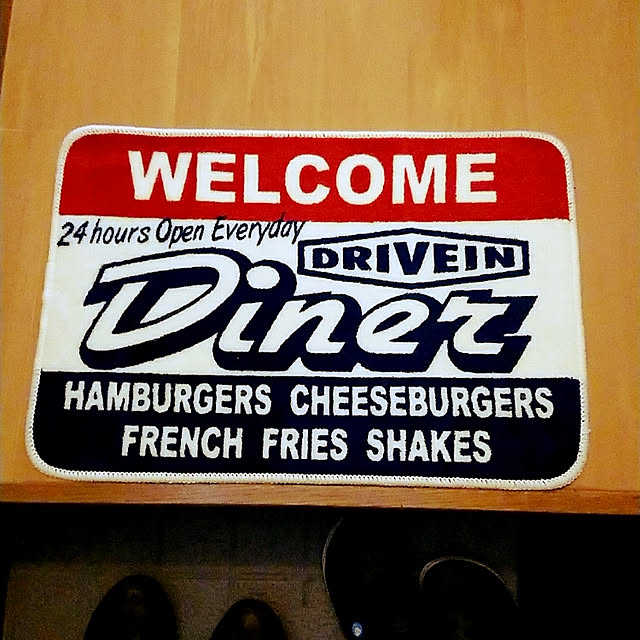 WELCOME
24 hours Open Everyday
DRIVEIN
Diner
HAMBURGERS CHEESEBURGERS
FRENCH FRIES SHAKES